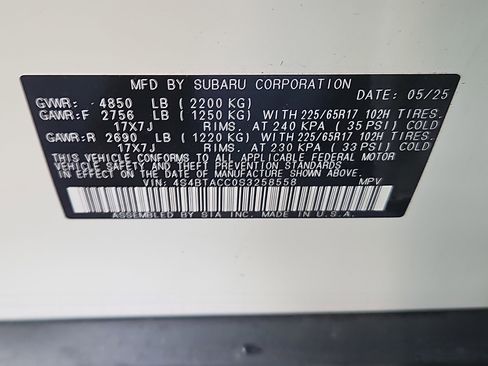 MFD BY SUBARU CORPORATION DATE: 05/25
GVWR: 4850 LB (2200 KG)
GAWR:F 2756 LB (1250 KG) WITH 225/65R17 102H TIRES,
17X7J RIMS, AT 240 KPA (35 PSI) COLD
GAWR:R 2690 LB (1220 KG) WITH 225/65R17 102H TIRES,
17X7J RIMS, AT 230 KPA (33 PSI) COLD
THIS VEHICLE CONFORMS TO ALL APPLICABLE FEDERAL MOTOR
VEHICLE SAFETY AND THEFT PREVENTION STANDARDS IN EFFECT
ON THE DATE OF MANUFACTURE SHOWN ABOVE.
VIN: 4S4BTACC0S3258558 MPV
ASSEMBLED BY SIA INC. MADE IN U.S.A.